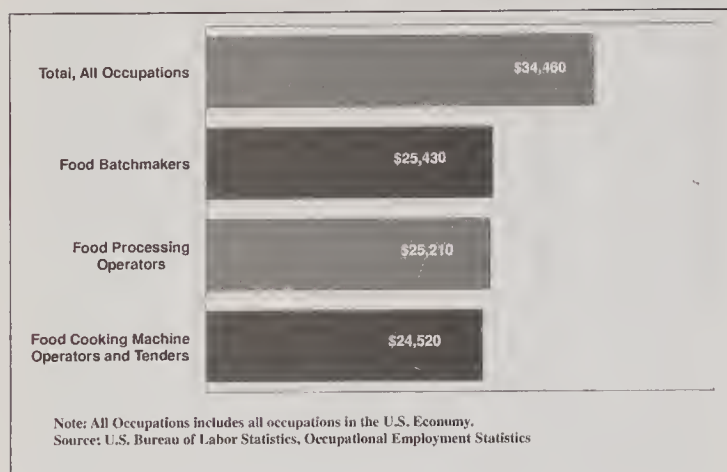 Total, All Occupations
$34,460
Food Batchmakers
$25,430
Food Processing
Operators
$25,210
Food Cooking Machine
Operators and Tenders
$24,520
Note: All Occupations includes all occupations in the U.S. Economy.
Source: U.S. Bureau of Labor Statistics, Occupational Employment Statistics